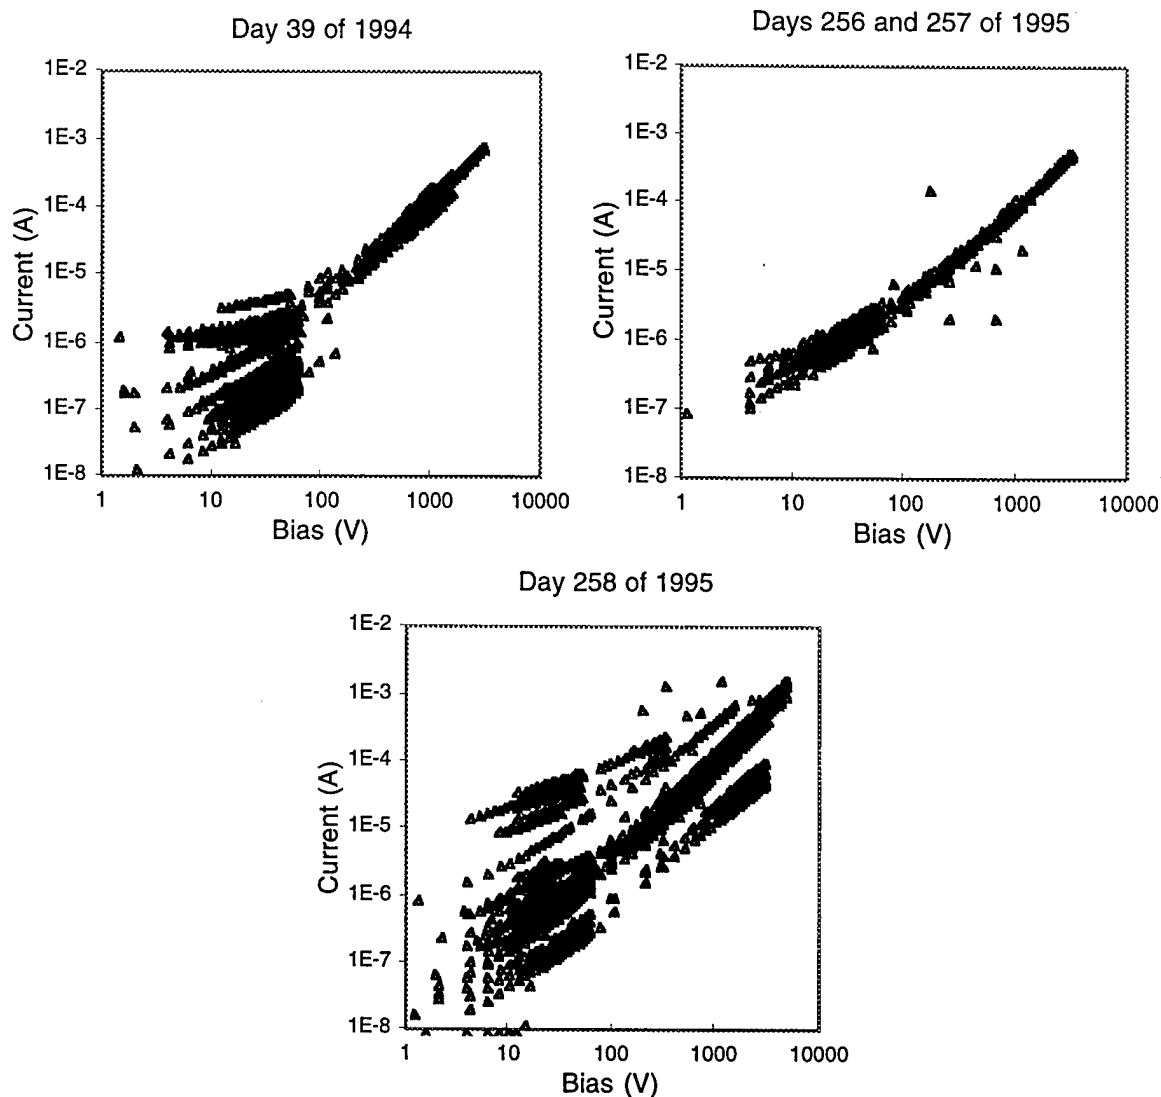 Day 39 of 1994
1E-2
1E-3
1E-4
1E-5
1E-6
1E-7
1E-8
Current (A)
1 10 100 1000 10000
Bias (V)
Days 256 and 257 of 1995
1E-2
1E-3
1E-4
1E-5
1E-6
1E-7
1E-8
Current (A)
1 10 100 1000 10000
Bias (V)
Day 258 of 1995
1E-2
1E-3
1E-4
1E-5
1E-6
1E-7
1E-8
Current (A)
1 10 100 1000 10000
Bias (V)